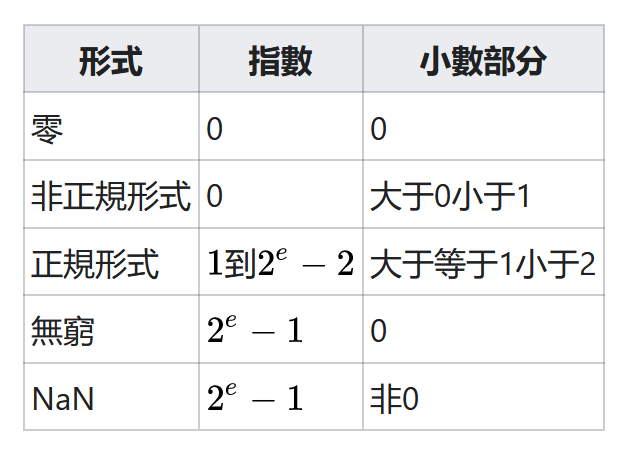 形式 指數 小數部分
零 0 0
非正規形式 0 大于0小于1
正規形式 1到2^e − 2 大于等于1小于2
無窮 2^e − 1 0
NaN 2^e − 1 非0